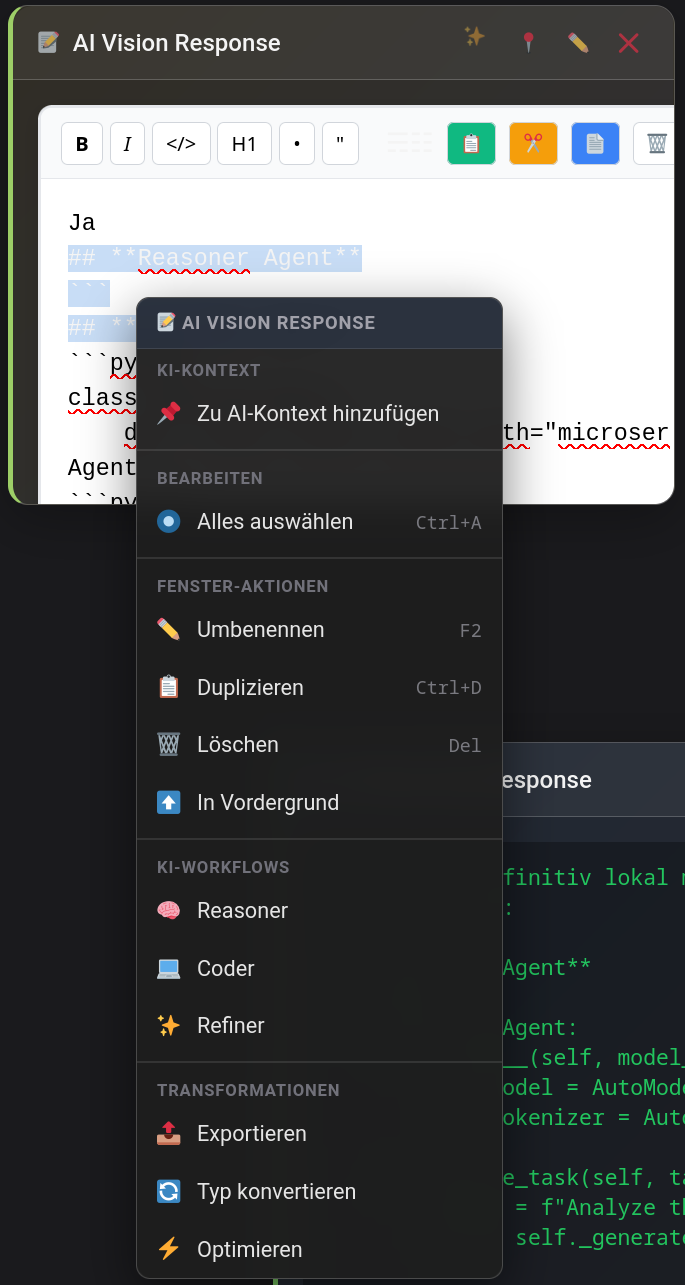 AI Vision Response
B I </> H1 • "
Ja
## **Reasoner Agent**
```
## **
```py
class
d
th="microser
Agent
```py
AI VISION RESPONSE
KI-KONTEXT
Zu AI-Kontext hinzufügen
BEARBEITEN
Alles auswählen Ctrl+A
FENSTER-AKTIONEN
Umbenennen F2
Duplizieren Ctrl+D
Löschen Del
In Vordergrund
KI-WORKFLOWS
Reasoner
Coder
Refiner
TRANSFORMATIONEN
Exportieren
Typ konvertieren
Optimieren
esponse
finitiv lokal
:
Agent**
Agent:
__(self, model_
odel = AutoMode
okenizer = Auto
e_task(self, ta
= f"Analyze th
self._generate